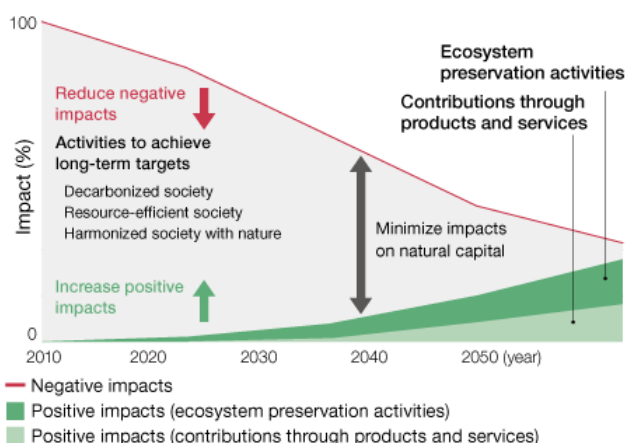 100
Impact (%)
0
Ecosystem
preservation activities
Contributions through
products and services
Reduce negative
impacts
Activities to achieve
long-term targets
Decarbonized society
Resource-efficient society
Harmonized society with nature
Minimize impacts
on natural capital
Increase positive
impacts
2010 2020 2030 2040 2050 (year)
Negative impacts
Positive impacts (ecosystem preservation activities)
Positive impacts (contributions through products and services)